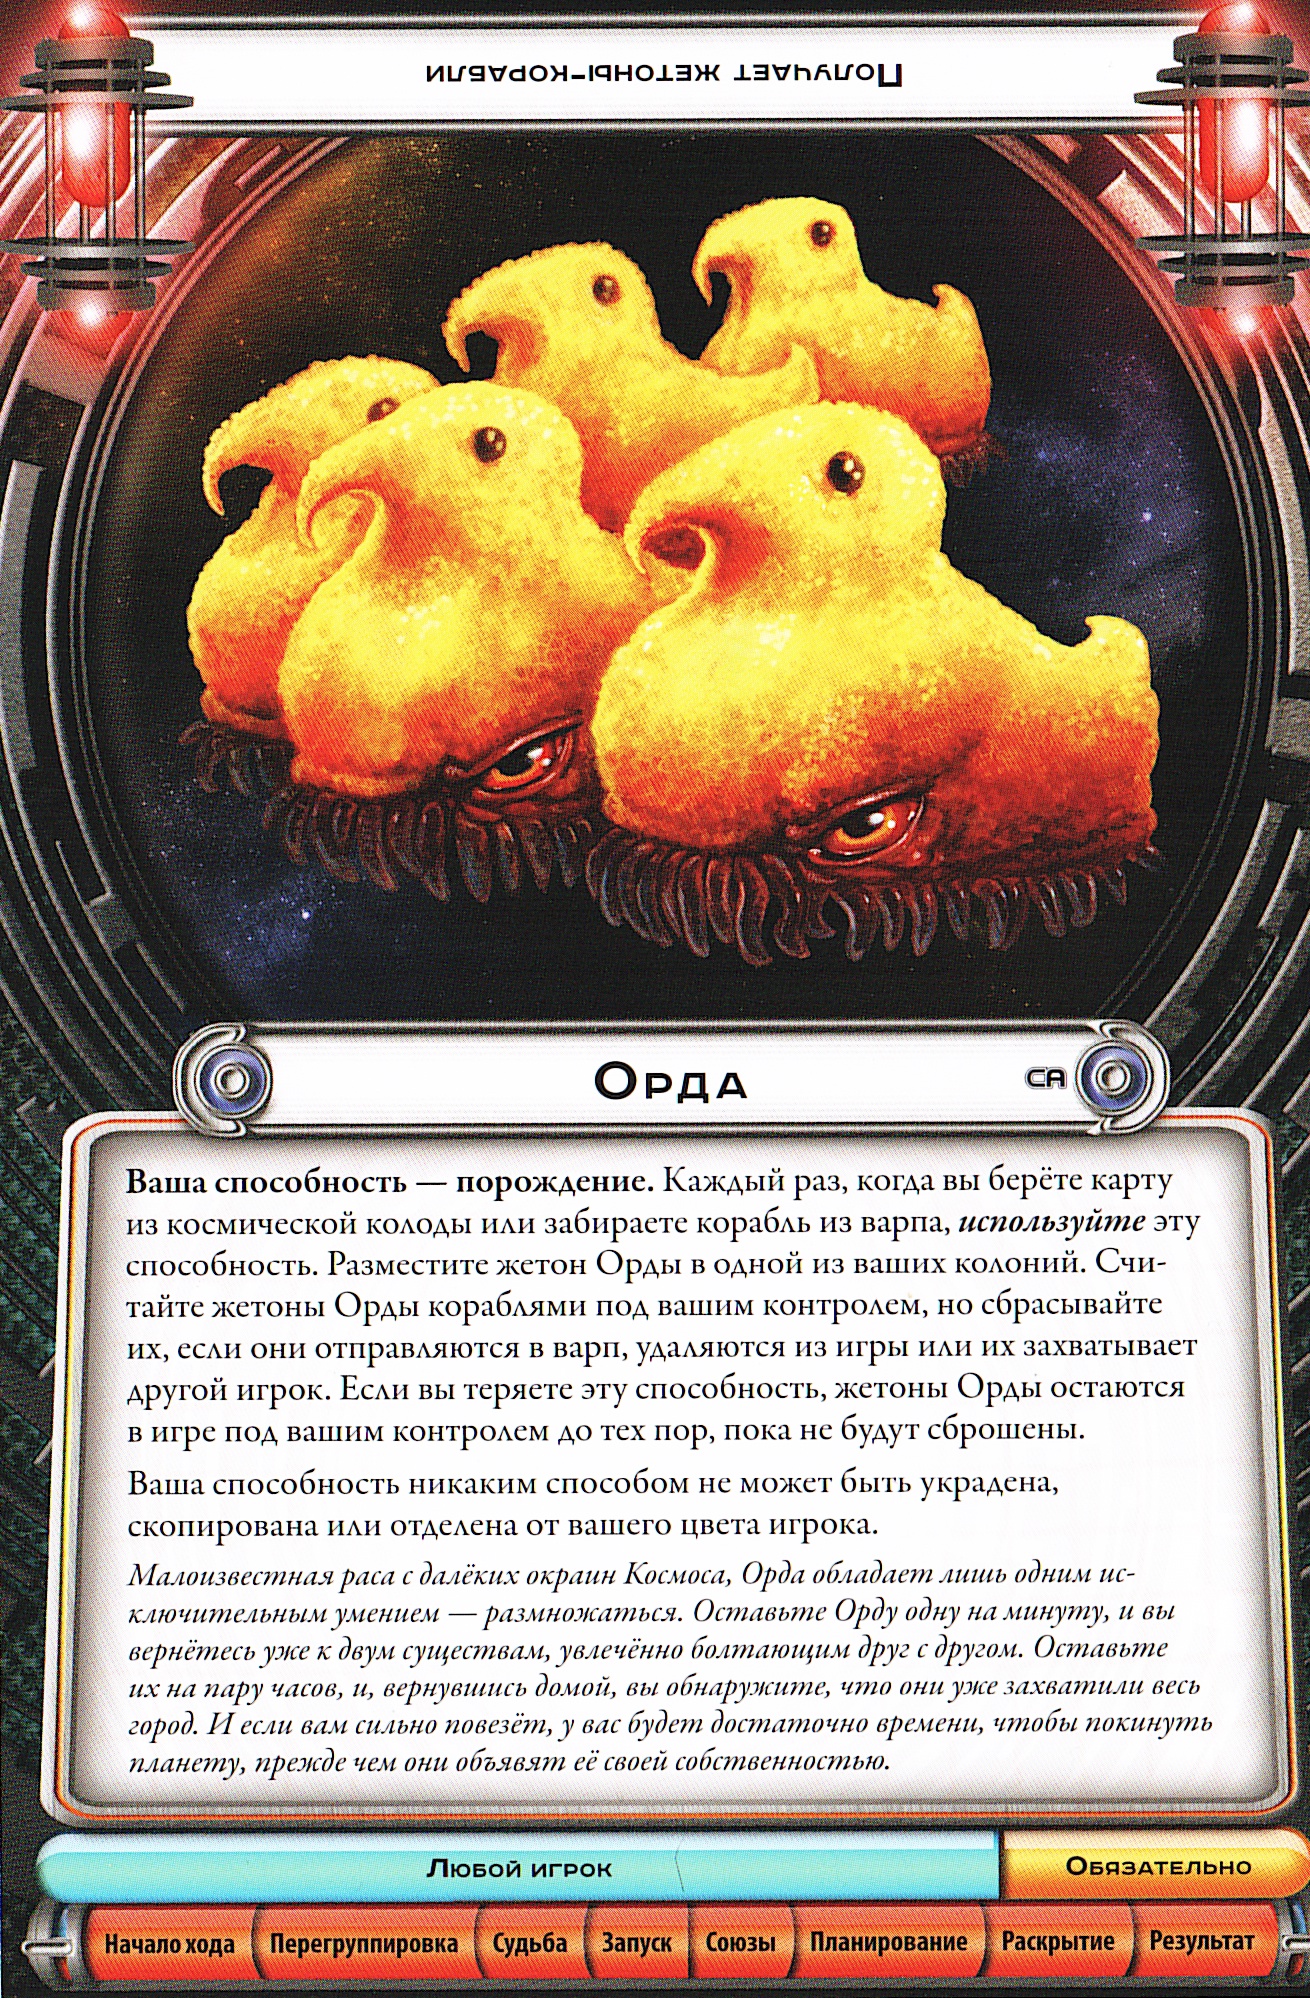 Получает жетоны-корабли
Орда
CA
Ваша способность — порождение. Каждый раз, когда вы берёте карту
из космической колоды или забираете корабль из варпа, используйте эту
способность. Разместите жетон Орды в одной из ваших колоний. Счи-
тайте жетоны Орды кораблями под вашим контролем, но сбрасывайте
их, если они отправляются в варп, удаляются из игры или их захватывает
другой игрок. Если вы теряете эту способность, жетоны Орды остаются
в игре под вашим контролем до тех пор, пока не будут сброшены.
Ваша способность никаким способом не может быть украдена,
скопирована или отделена от вашего цвета игрока.
Малоизвестная раса с далёких окраин Космоса, Орда обладает лишь одним ис-
ключительным умением — размножаться. Оставьте Орду одну на минуту, и вы
вернётесь уже к двум существам, увлечённо болтающим друг с другом. Оставьте
их на пару часов, и, вернувшись домой, вы обнаружите, что они уже захватили весь
город. И если вам сильно повезёт, у вас будет достаточно времени, чтобы покинуть
планету, прежде чем они объявят её своей собственностью.
Любой игрок Обязательно
Начало хода Перегруппировка Судьба Запуск Союзы Планирование Раскрытие Результат